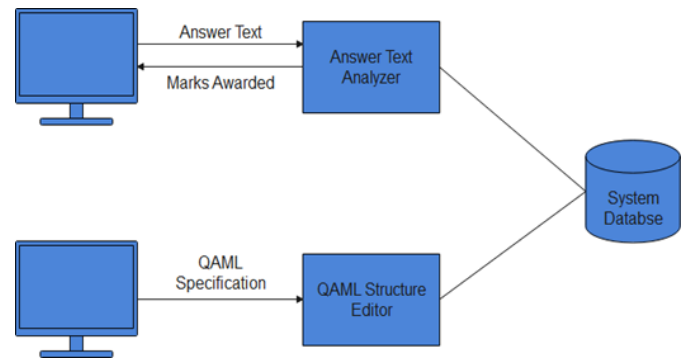 Answer Text
Marks Awarded
Answer Text
Analyzer
System
Databse
QAML
Specification
QAML Structure
Editor